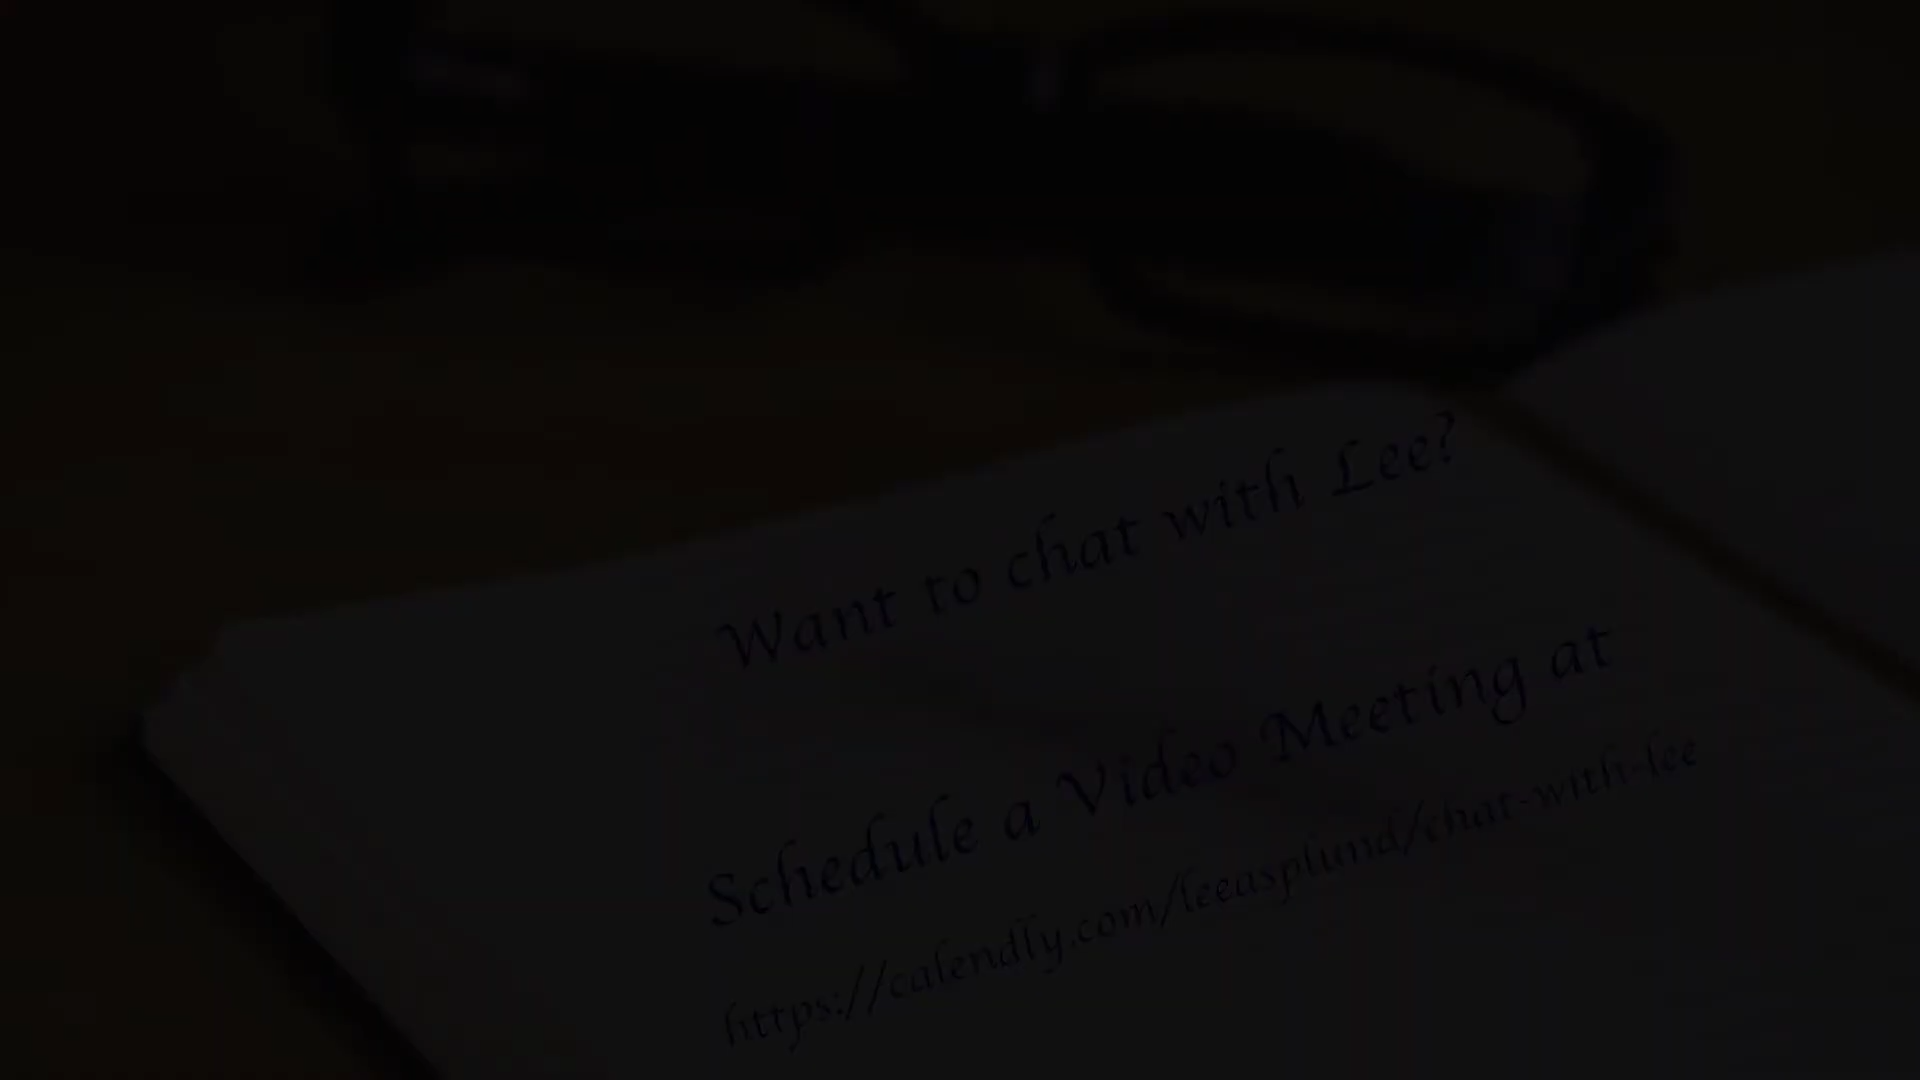 Want to chat with Lee?
Schedule a Video Meeting at
https://calendly.com/leeasplund/chat-with-lee